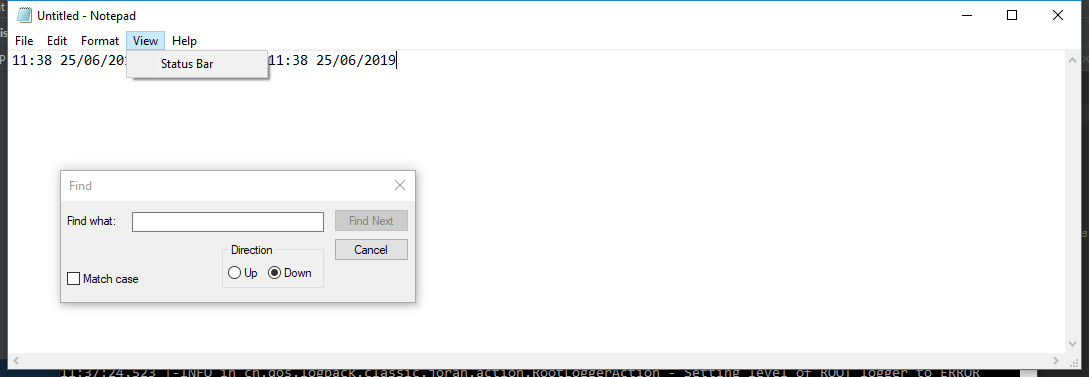 Untitled - Notepad
File Edit Format View Help
11:38 25/06/20 11:38 25/06/2019
Status Bar
Find
Find what: Find Next
Direction Cancel
Up Down
Match case
11:37:24.523 |-INFO in ch.qos.logback.classic.joran.action.RootLoggerAction - Setting level of ROOT logger to ERROR